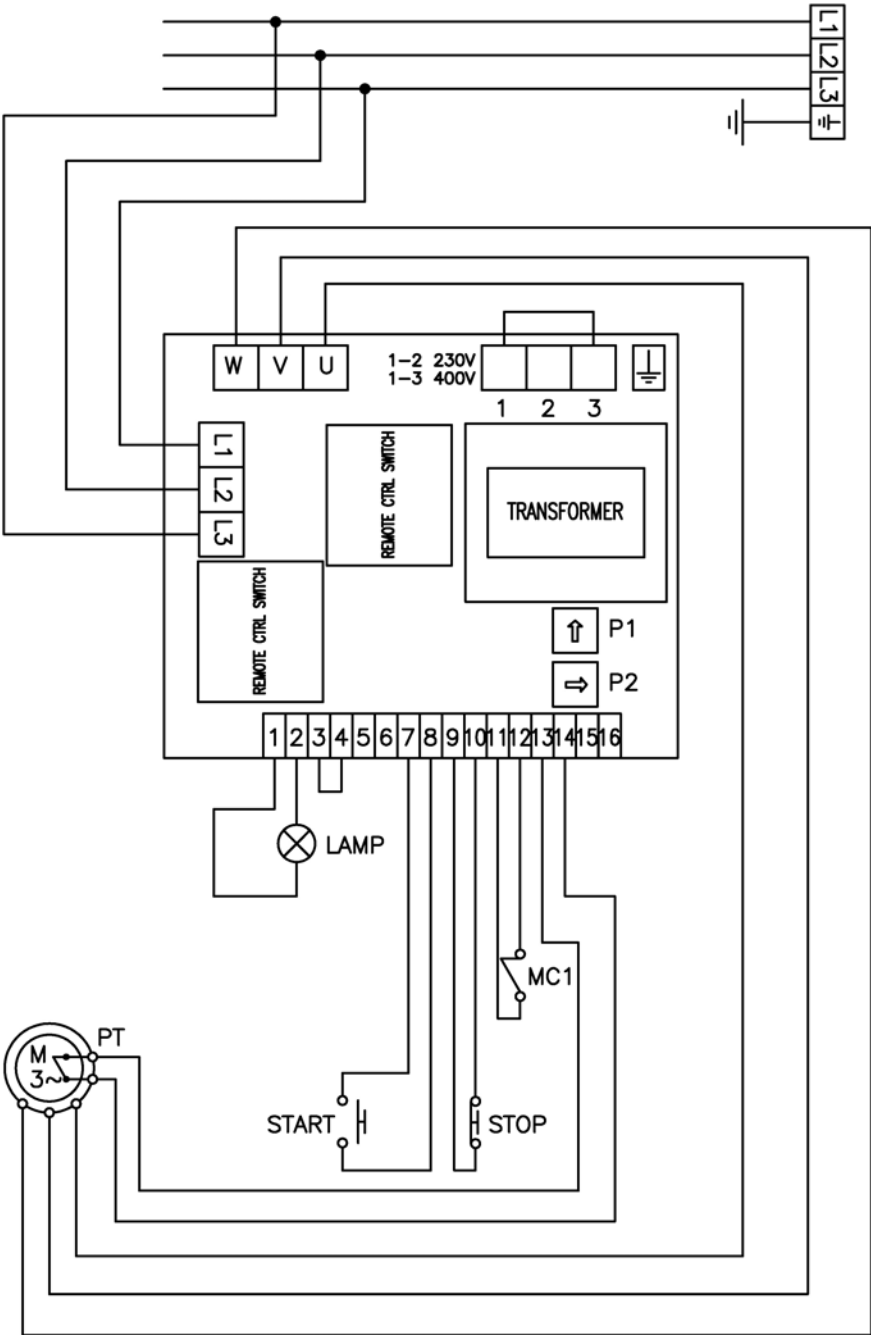 L1
L2
L3
W V U
1-2 230V
1-3 400V
1 2 3
L1
L2
L3
REMOTE CTRL SWITCH
TRANSFORMER
REMOTE CTRL SWITCH
P1
P2
1 2 3 4 5 6 7 8 9 10 11 12 13 14 15 16
LAMP
MC1
PT
M
3~
START
STOP